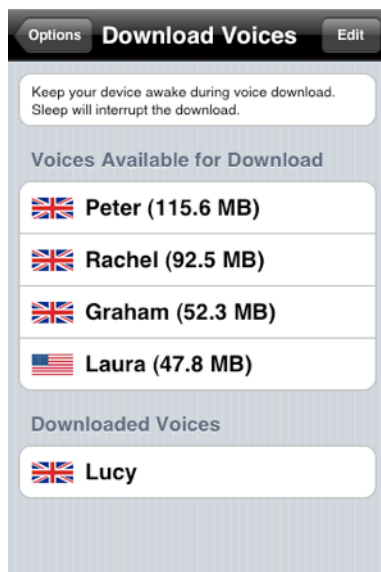 Options Download Voices Edit
Keep your device awake during voice download.
Sleep will interrupt the download.
Voices Available for Download
Peter (115.6 MB)
Rachel (92.5 MB)
Graham (52.3 MB)
Laura (47.8 MB)
Downloaded Voices
Lucy